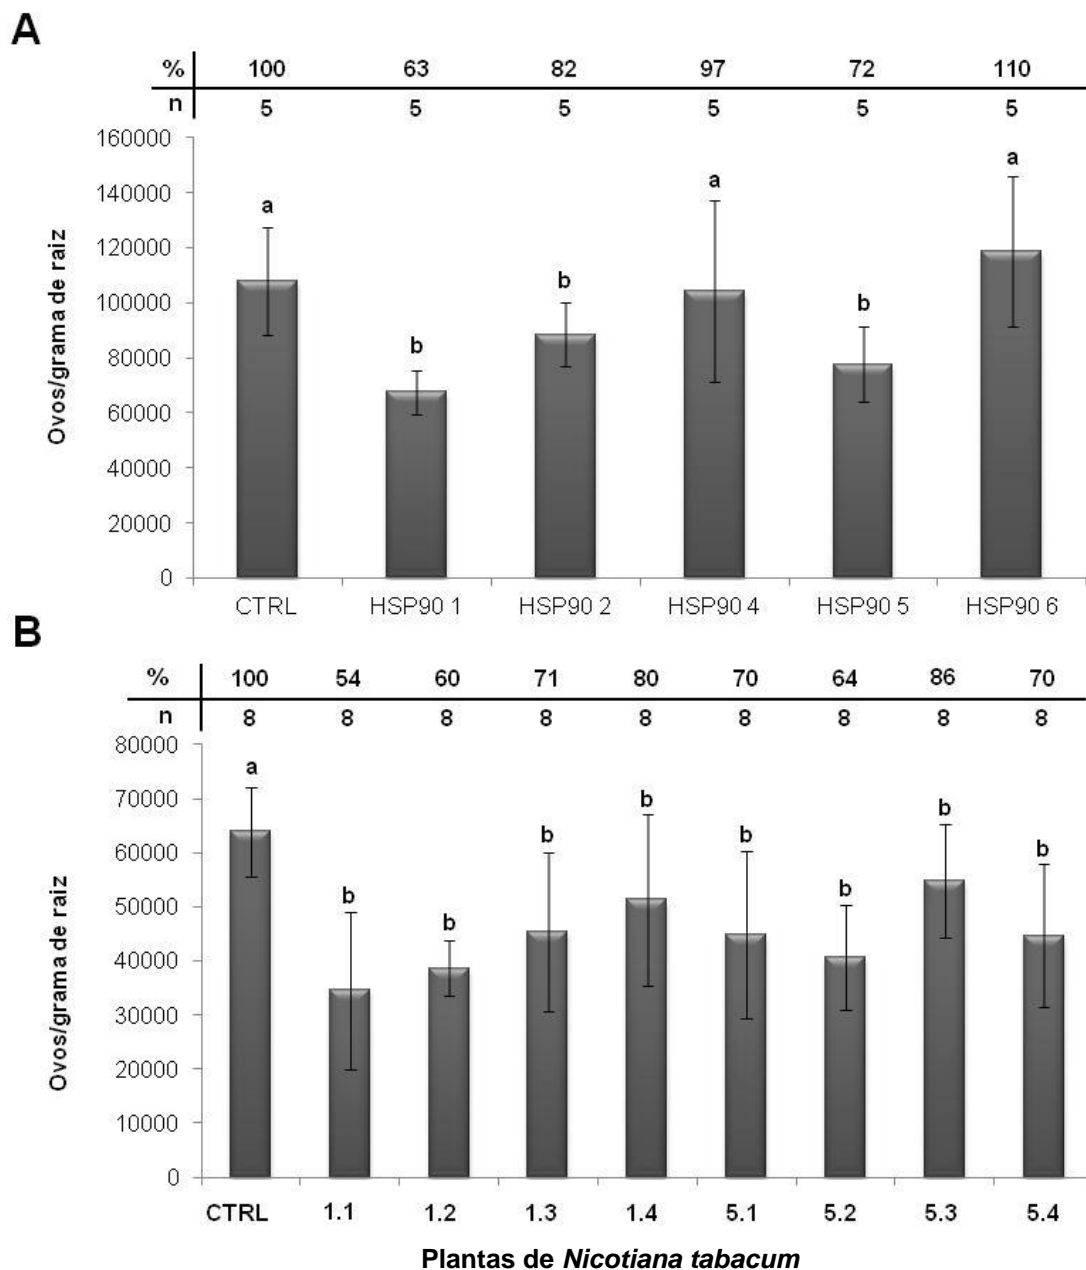 A
% 100 63 82 97 72 110
n 5 5 5 5 5 5
160000
140000
120000
100000
80000
60000
40000
20000
0
Ovos/grama de raiz
a b b a b a
CTRL HSP90 1 HSP90 2 HSP90 4 HSP90 5 HSP90 6
B
% 100 54 60 71 80 70 64 86 70
n 8 8 8 8 8 8 8 8 8
80000
70000
60000
50000
40000
30000
20000
10000
0
Ovos/grama de raiz
a b b b b b b b b
CTRL 1.1 1.2 1.3 1.4 5.1 5.2 5.3 5.4
Plantas de Nicotiana tabacum